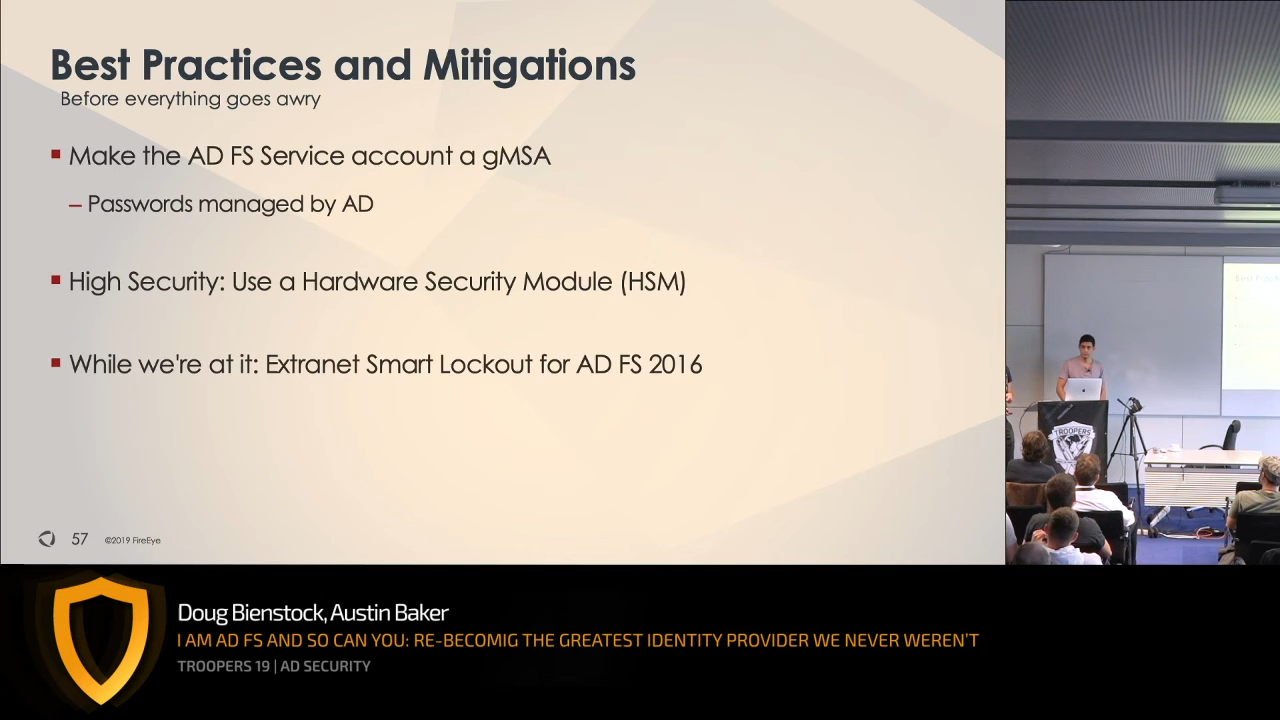 Best Practices and Mitigations
Before everything goes awry
▪ Make the AD FS Service account a gMSA
– Passwords managed by AD
▪ High Security: Use a Hardware Security Module (HSM)
▪ While we're at it: Extranet Smart Lockout for AD FS 2016
57 ©2019 FireEye
TROOPERS
Doug Bienstock, Austin Baker
I AM AD FS AND SO CAN YOU: RE-BECOMIG THE GREATEST IDENTITY PROVIDER WE NEVER WEREN'T
TROOPERS 19 | AD SECURITY